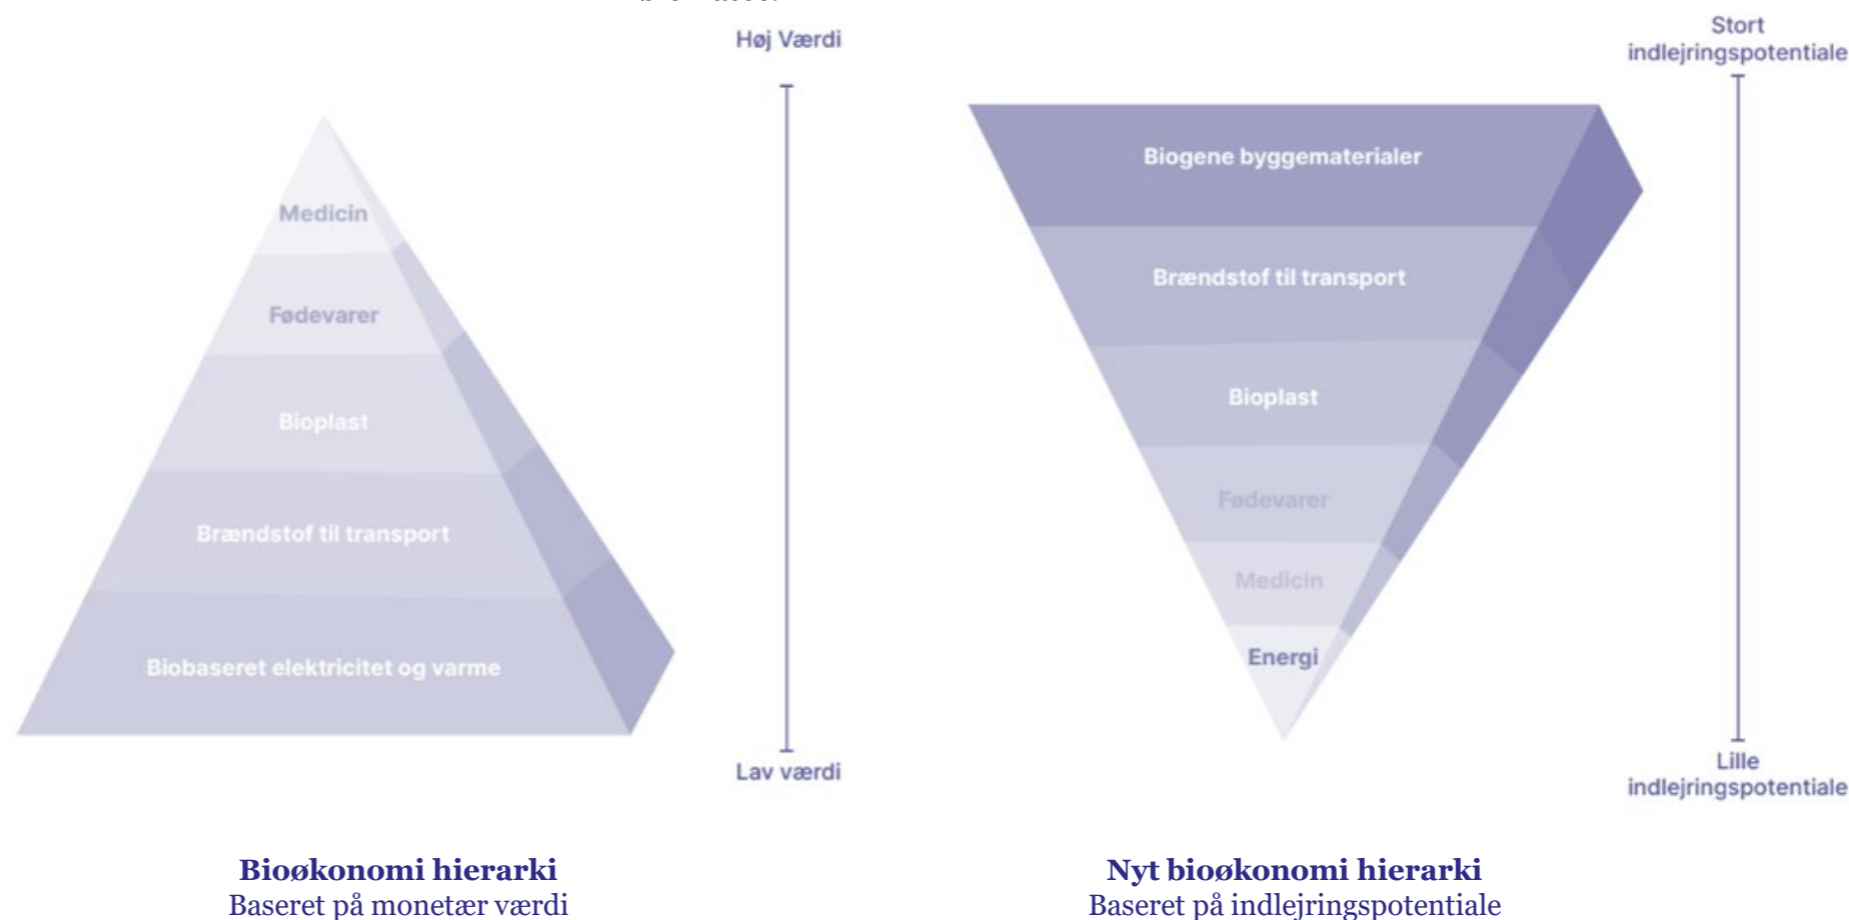 Høj Værdi
Medicin
Fødevarer
Bioplast
Brændstof til transport
Biobaseret elektricitet og varme
Lav værdi
Bioøkonomi hierarki
Baseret på monetær værdi
Stort
indlejringspotentiale
Biogene byggematerialer
Brændstof til transport
Bioplast
Fødevarer
Medicin
Energi
Lille
indlejringspotentiale
Nyt bioøkonomi hierarki
Baseret på indlejringspotentiale